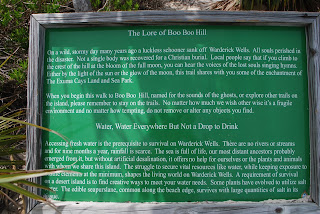 The Lore of Boo Boo Hill
On a wild, stormy day many years ago a luckless schooner sank off Warderick Wells. All souls perished in
the disaster. Not a single body was recovered for a Christian burial. Local people say that if you climb to
the crest of the hill at the bloom of the full moon, you can hear the voices of the lost souls singing hymns.
Either by the light of the sun or the glow of the moon, this trail shares with you some of the enchantment of
The Exuma Cays Land and Sea Park.
When you begin this walk to Boo Boo Hill, named for the sounds of the ghosts, or explore other trails on
the island, please remember to stay on the trails. No matter how much we wish other wise it's a fragile
environment and no matter how tempting, do not remove or alter any objects you find.
Water, Water Everywhere But Not a Drop to Drink
Accessing fresh water is the prerequisite to survival on Warderick Wells. There are no rivers or streams
and for nine months a year, rainfall is scarce. The sea is full of life, our most distant ancestors probably
emerged from it, but without artificial desalination, it offers no help for ourselves or the plants and animals
with whom we share this island. The struggle to secure vital resources like water, while keeping exposure to
elements at the minimum, shapes the living world on Warderick Wells. A requirement of survival
a desert island is to find creative ways to meet your water needs. Some plants have evolved to utilize salt
The edible seapurslane, common along the beach edge, survives with large quantities of salt in its